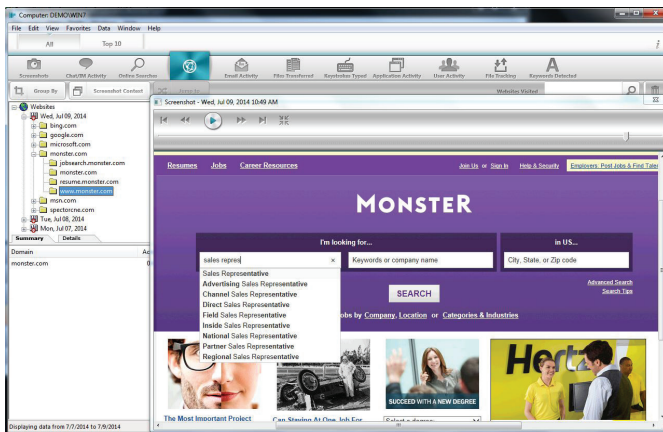 Computer: DEMO\WIN7
File Edit View Favorites Data Window Help
All Top 10
Screenshots Chat/IM Activity Online Searches Email Activity Files Transferred Keystrokes Typed Application Activity User Activity File Tracking Keywords Detected
Group By Screenshot Context Websites Visited
Websites
Wed, Jul 09, 2014
bing.com
google.com
microsoft.com
monster.com
jobsearch.monster.com
monster.com
resume.monster.com
www.monster.com
msn.com
spectorcne.com
Tue, Jul 08, 2014
Mon, Jul 07, 2014
Summary Details
Domain
monster.com
Displaying data from 7/7/2014 to 7/9/2014
Screenshot - Wed, Jul 09, 2014 10:49 AM
Resumes Jobs Career Resources Join Us or Sign In Help & Security Employers: Post Jobs & Find Taler
MONSTER
I'm looking for... in US...
sales repres × Keywords or company name City, State, or Zip code
Sales Representative
Advertising Sales Representative
Channel Sales Representative
Direct Sales Representative
Field Sales Representative
Inside Sales Representative
National Sales Representative
Partner Sales Representative
Regional Sales Representative
SEARCH
Advanced Search
Search Tips
obs by Company, Location or Categories & Industries
SUCCEED WITH A NEW DEGREE
Hertz
The Most Important Project Can Staying At One Job For Select a degree: